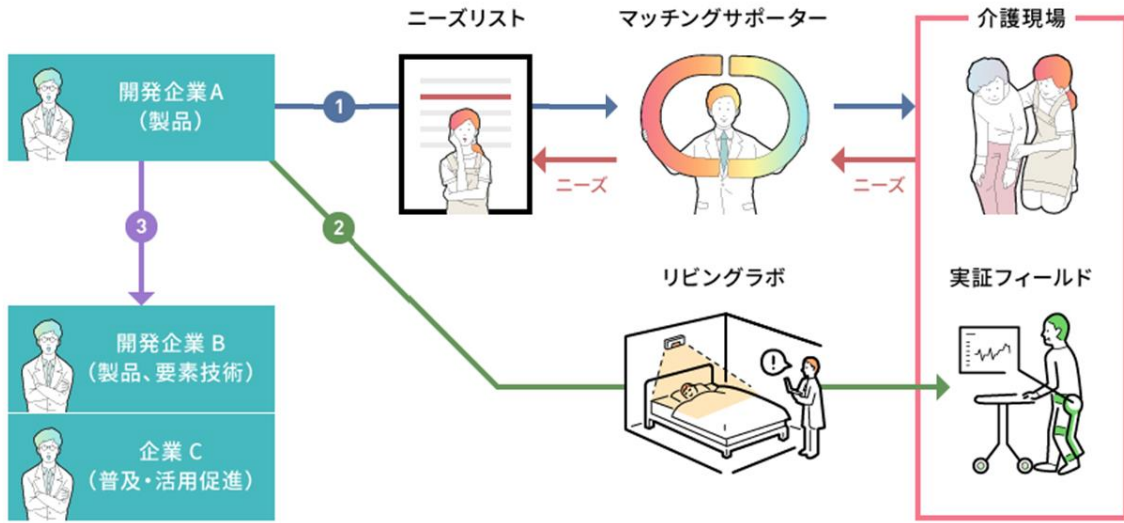 ニーズリスト
マッチングサポーター
介護現場
開発企業A
（製品）
1
ニーズ
ニーズ
3
2
リビングラボ
実証フィールド
開発企業 B
（製品、要素技術）
!
企業 C
（普及・活用促進）